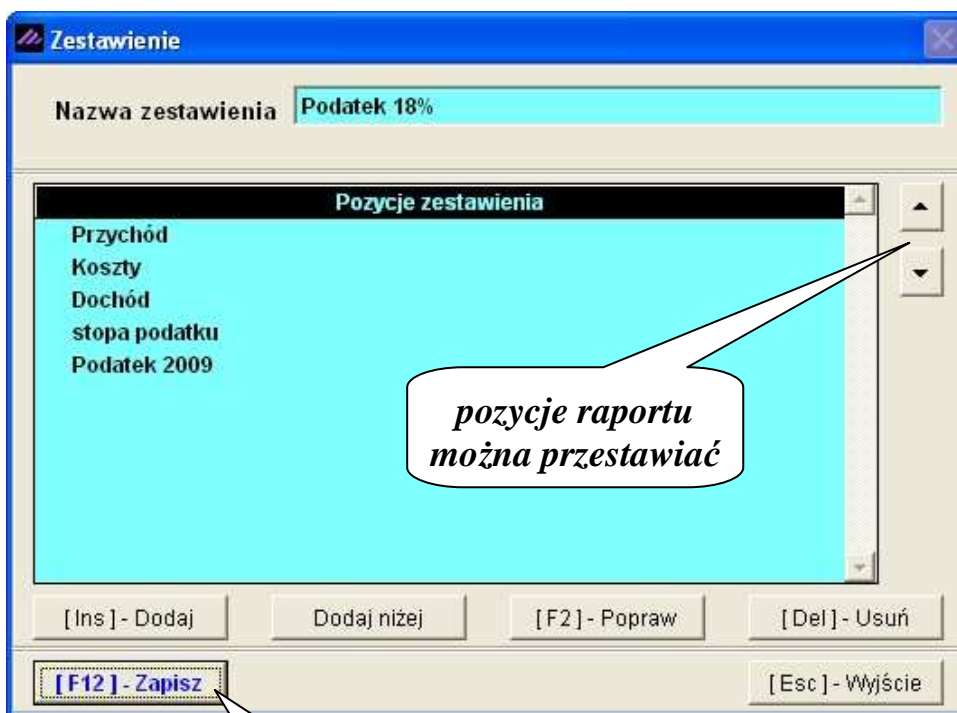 Zestawienie
Nazwa zestawienia Podatek 18%
Pozycje zestawienia
Przychód
Koszty
Dochód
stopa podatku
Podatek 2009
pozycje raportu
można przestawiać
[ Ins ] - Dodaj Dodaj niżej [ F2 ] - Popraw [ Del ] - Usuń
[ F12 ] - Zapisz [ Esc ] - Wyjście